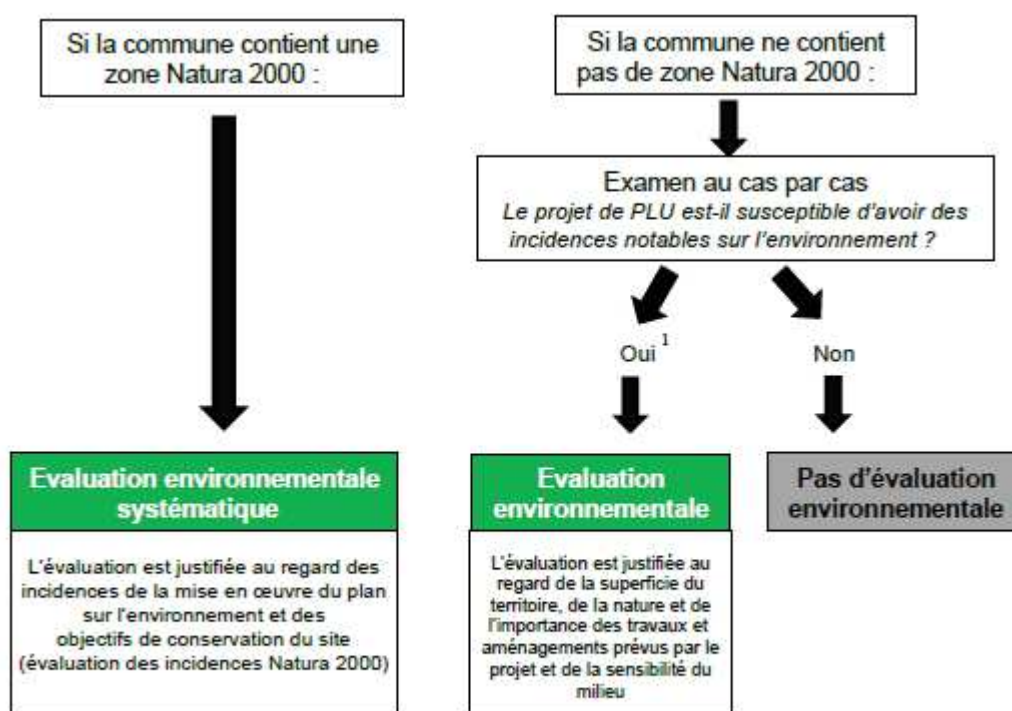 Si la commune contient une
zone Natura 2000 :
Si la commune ne contient
pas de zone Natura 2000 :
Examen au cas par cas
Le projet de PLU est-il susceptible d'avoir des
incidences notables sur l'environnement ?
Oui 1
Non
Evaluation environnementale
systématique
L'évaluation est justifiée au regard des
incidences de la mise en œuvre du plan
sur l'environnement et des
objectifs de conservation du site
(évaluation des incidences Natura 2000)
Evaluation
environnementale
L'évaluation est justifiée au
regard de la superficie du
territoire, de la nature et de
l'importance des travaux et
aménagements prévus par le
projet et de la sensibilité du
milieu
Pas d'évaluation
environnementale